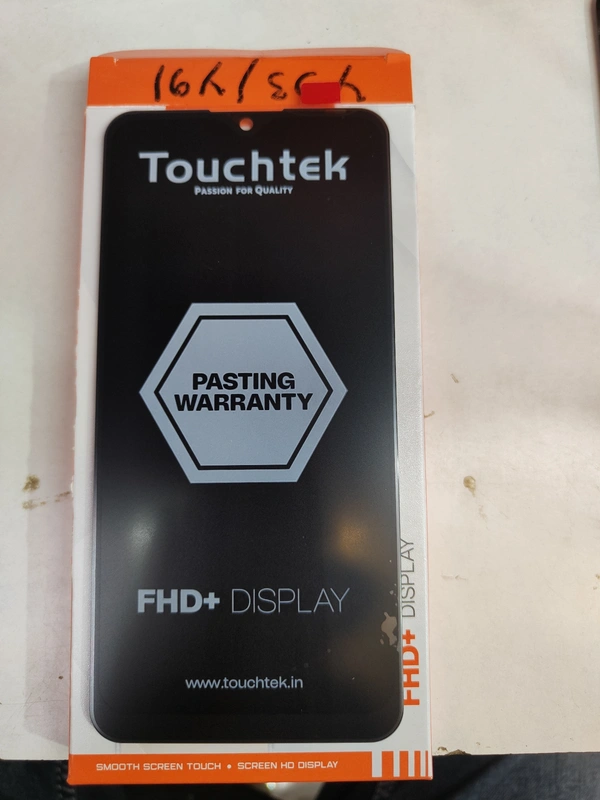 Touchtek
PASSION FOR QUALITY
PASTING
WARRANTY
FHD+ DISPLAY
www.touchtek.in
FHD+ DISPLAY
SMOOTH SCREEN TOUCH • SCREEN HD DISPLAY